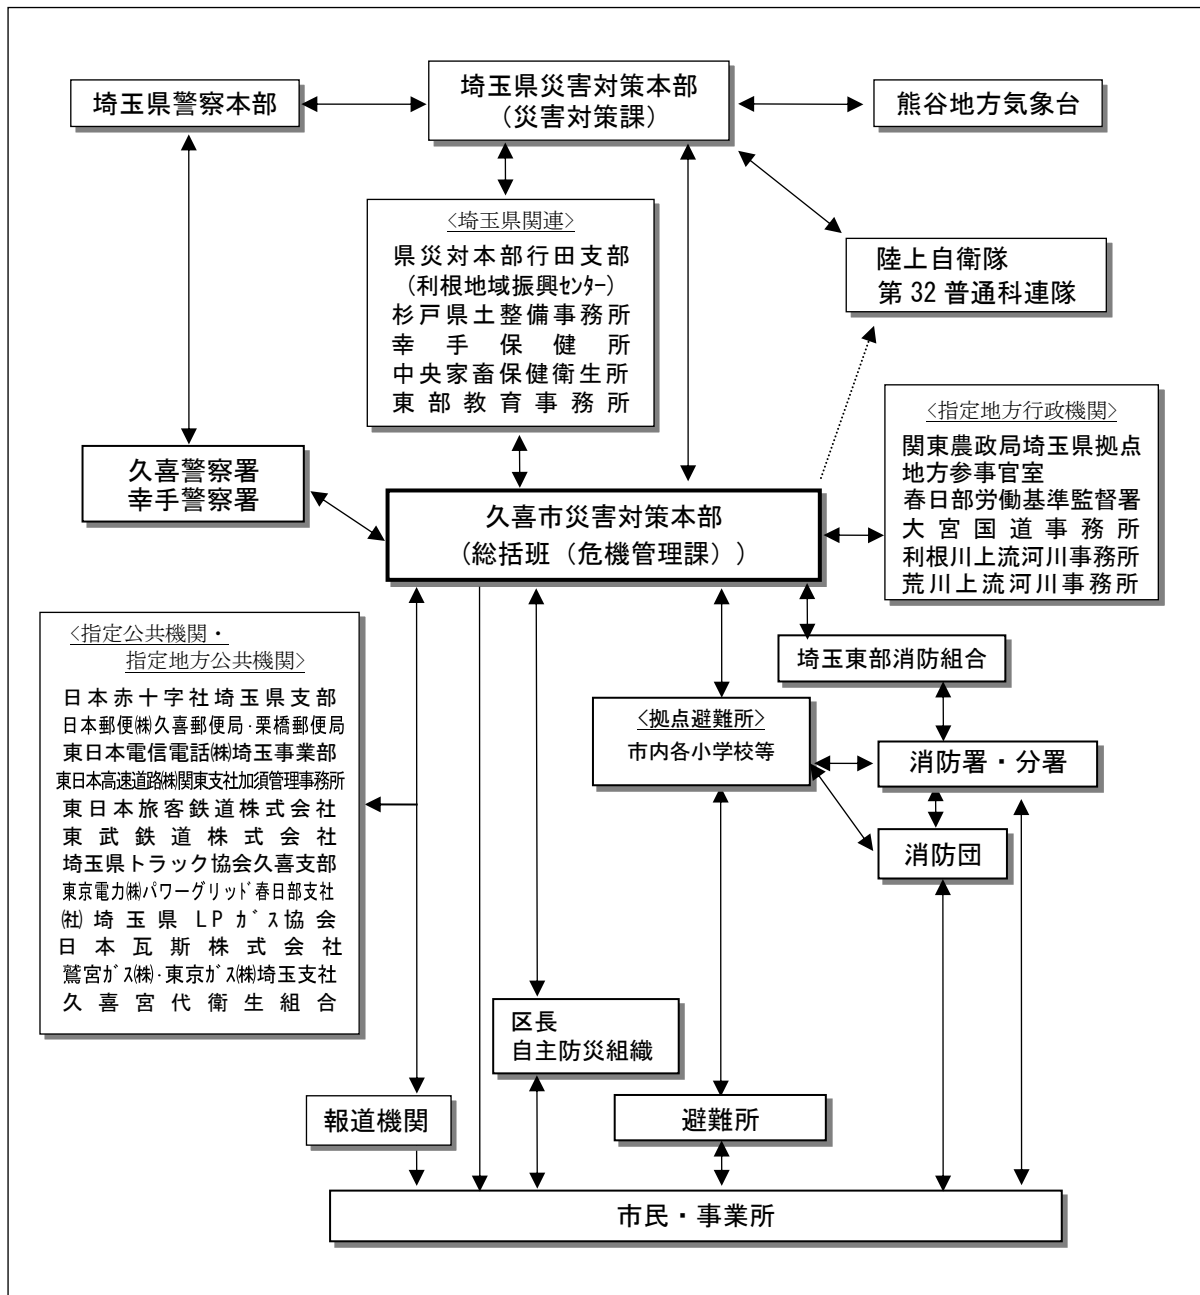 埼玉県警察本部
埼玉県災害対策本部
(災害対策課)
熊谷地方気象台
<埼玉県関連>
県災対本部行田支部
(利根地域振興センター)
杉戸県土整備事務所
幸手保健所
中央家畜保健衛生所
東部教育事務所
陸上自衛隊
第32普通科連隊
<指定地方行政機関>
関東農政局埼玉県拠点
地方参事官室
春日部労働基準監督署
大宮国道事務所
利根川上流河川事務所
荒川上流河川事務所
久喜警察署
幸手警察署
久喜市災害対策本部
(総括班(危機管理課))
<指定公共機関・
指定地方公共機関>
日本赤十字社埼玉県支部
日本郵便㈱久喜郵便局・栗橋郵便局
東日本電信電話㈱埼玉事業部
東日本高速道路㈱関東支社加須管理事務所
東日本旅客鉄道株式会社
東武鉄道株式会社
埼玉県トラック協会久喜支部
東京電力㈱パワーグリッド春日部支社
㈳埼玉県LPガス協会
日本瓦斯株式会社
鷲宮ガス㈱・東京ガス㈱埼玉支社
久喜宮代衛生組合
埼玉東部消防組合
<拠点避難所>
市内各小学校等
消防署・分署
消防団
区長
自主防災組織
報道機関
避難所
市民・事業所